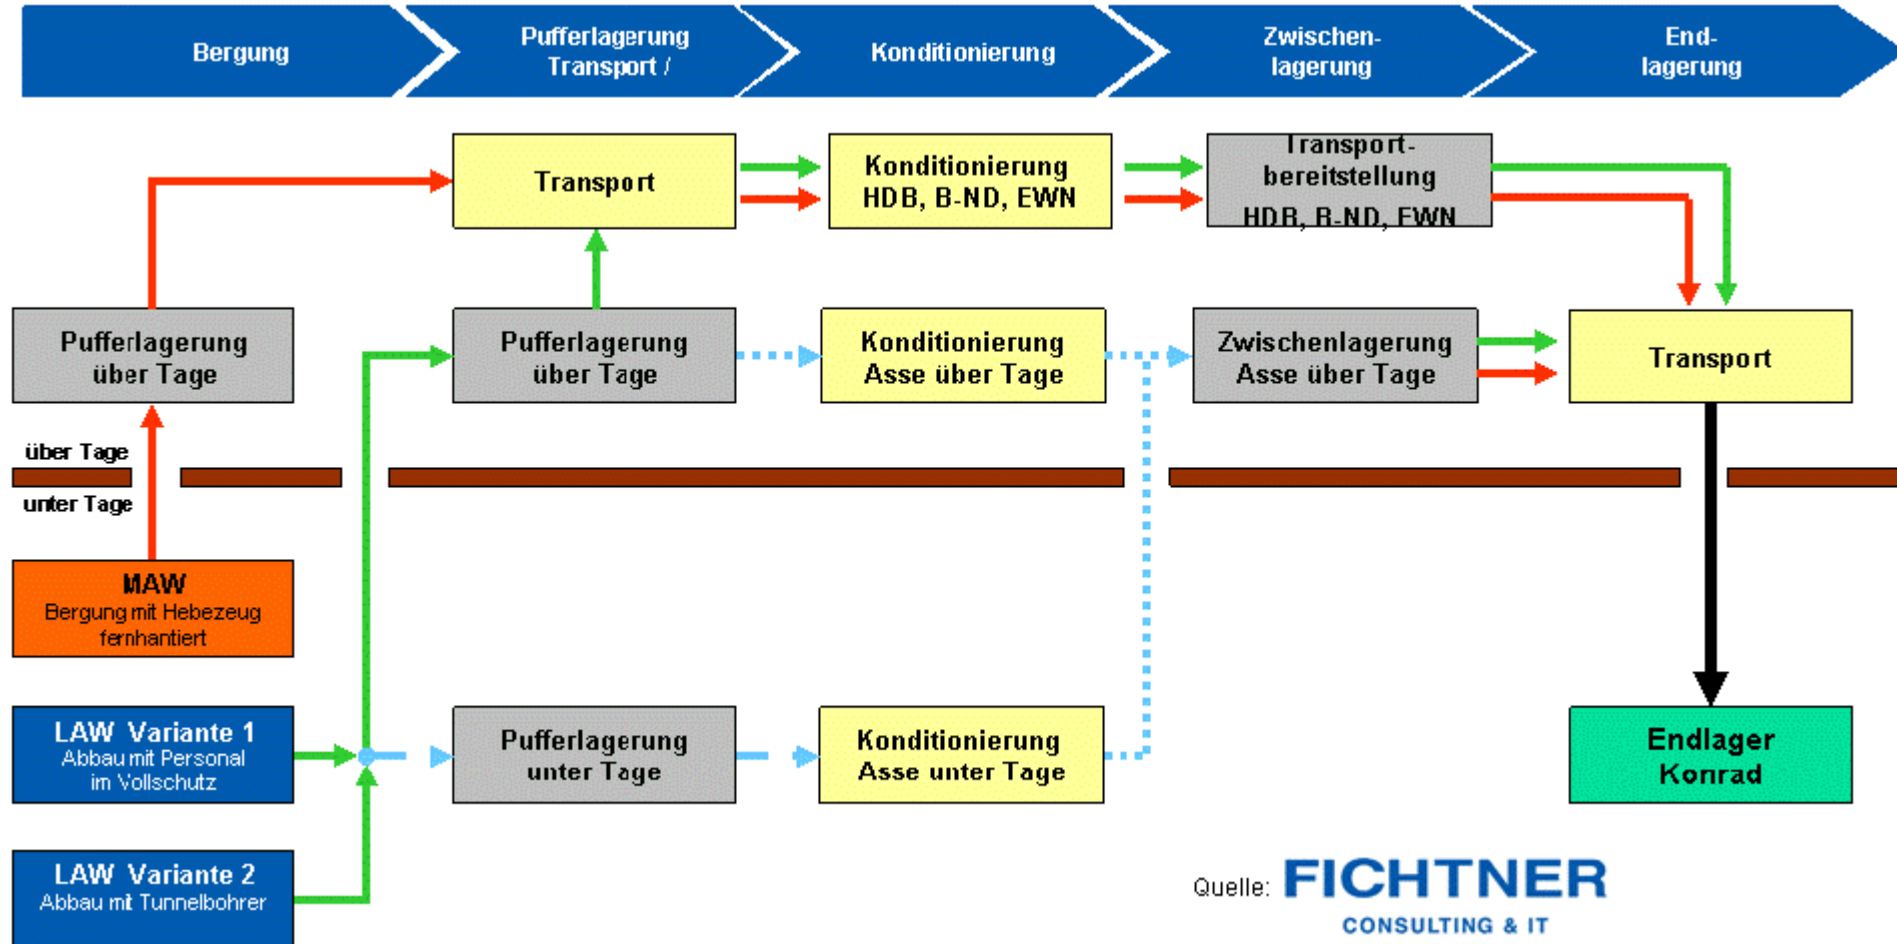 Bergung
Pufferlagerung
Transport /
Konditionierung
Zwischen-
lagerung
End-
lagerung
Transport
Konditionierung
HDB, B-ND, EWN
Transport-
bereitstellung
HDB, B-ND, EWN
Pufferlagerung
über Tage
Pufferlagerung
über Tage
Konditionierung
Asse über Tage
Zwischenlagerung
Asse über Tage
Transport
über Tage
unter Tage
MAW
Bergung mit Hebezeug
fernhantiert
LAW Variante 1
Abbau mit Personal
im Vollschutz
Pufferlagerung
unter Tage
Konditionierung
Asse unter Tage
Endlager
Konrad
LAW Variante 2
Abbau mit Tunnelbohrer
Quelle: FICHTNER
CONSULTING & IT